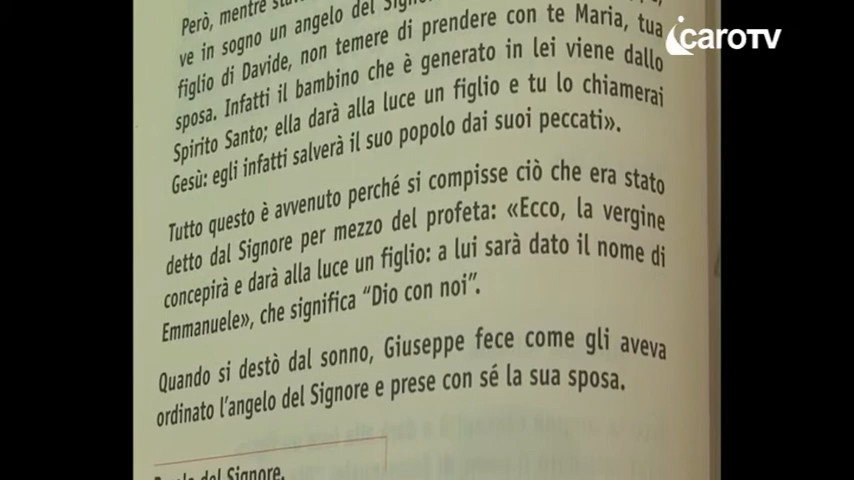 Però, mentre
ve in sogno un angelo del
figlio di Davide, non temere di prendere con te Maria, tua
sposa. Infatti il bambino che è generato in lei viene dallo
Spirito Santo; ella darà alla luce un figlio e tu lo chiamerai
Gesù: egli infatti salverà il suo popolo dai suoi peccati».
Tutto questo è avvenuto perché si compisse ciò che era stato
detto dal Signore per mezzo del profeta: «Ecco, la vergine
concepirà e darà alla luce un figlio: a lui sarà dato il nome di
Emmanuele», che significa “Dio con noi”.
Quando si destò dal sonno, Giuseppe fece come gli aveva
ordinato l'angelo del Signore e prese con sé la sua sposa.
del Signore.
icaroTV